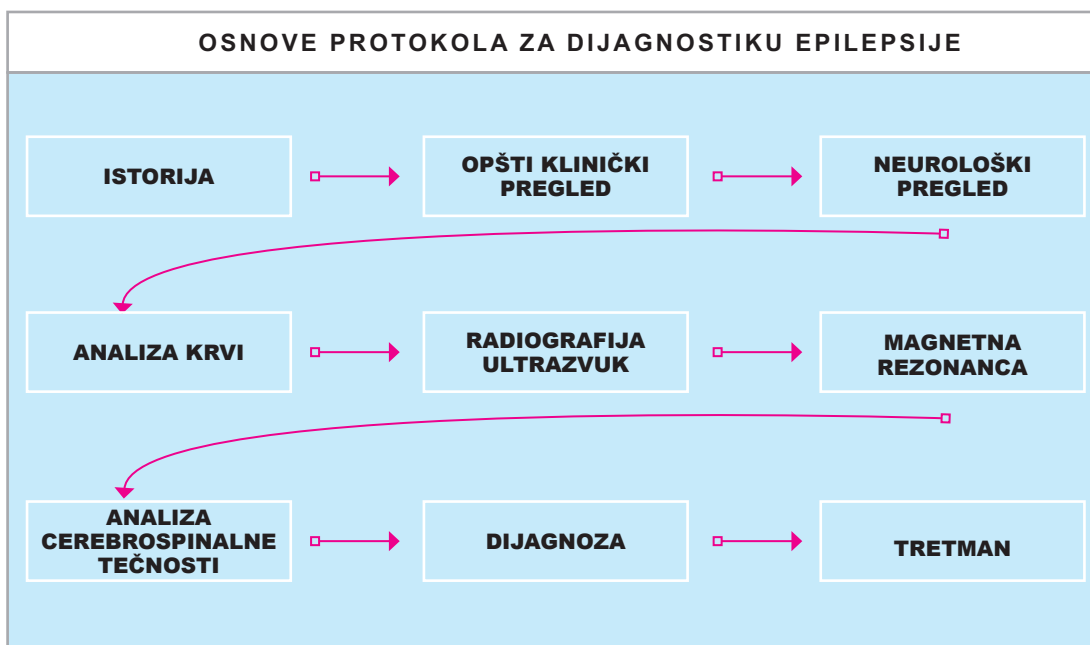 OSNOVE PROTOKOLA ZA DIJAGNOSTIKU EPILEPSIJE
ISTORIJA
OPŠTI KLINIČKI
PREGLED
NEUROLOŠKI
PREGLED
ANALIZA KRVI
RADIOGRAFIJA
ULTRAZVUK
MAGNETNA
REZONANCA
ANALIZA
CEREBROSPINALNE
TEČNOSTI
DIJAGNOZA
TRETMAN